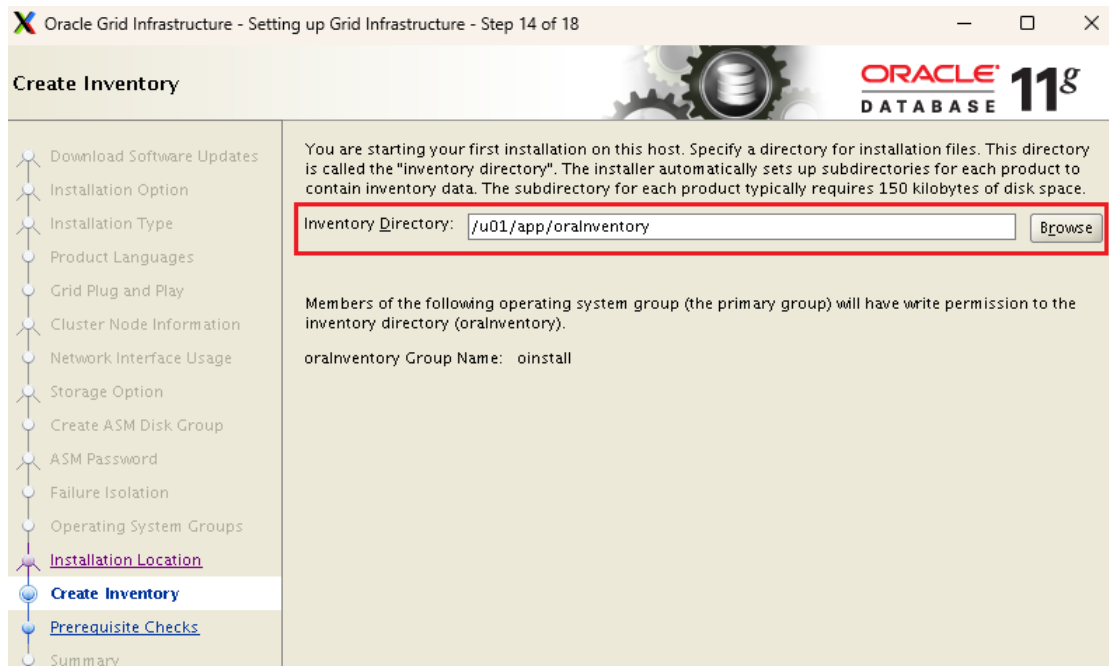 Oracle Grid Infrastructure - Setting up Grid Infrastructure - Step 14 of 18
Create Inventory
ORACLE
DATABASE
11g
Download Software Updates
Installation Option
Installation Type
Product Languages
Grid Plug and Play
Cluster Node Information
Network Interface Usage
Storage Option
Create ASM Disk Group
ASM Password
Failure Isolation
Operating System Groups
Installation Location
Create Inventory
Prerequisite Checks
Summary
You are starting your first installation on this host. Specify a directory for installation files. This directory
is called the "inventory directory". The installer automatically sets up subdirectories for each product to
contain inventory data. The subdirectory for each product typically requires 150 kilobytes of disk space.
Inventory Directory: /u01/app/oraInventory Browse
Members of the following operating system group (the primary group) will have write permission to the
inventory directory (oraInventory).
oraInventory Group Name: oinstall